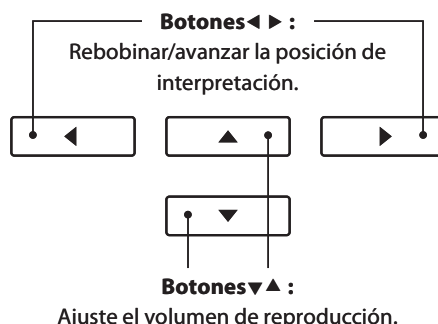 Botones◀ ▶ :
Rebobinar/avanzar la posición de
interpretación.
Botones▼▲ :
Ajuste el volumen de reproducción.